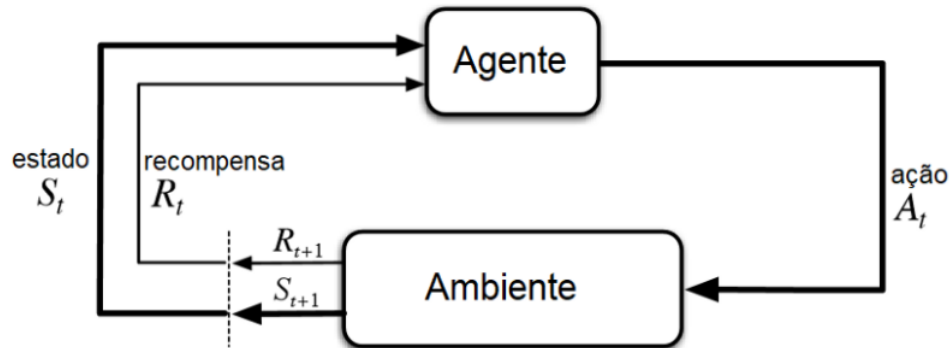 Agente
estado
S_t
recompensa
R_t
ação
A_t
R_{t+1}
S_{t+1}
Ambiente